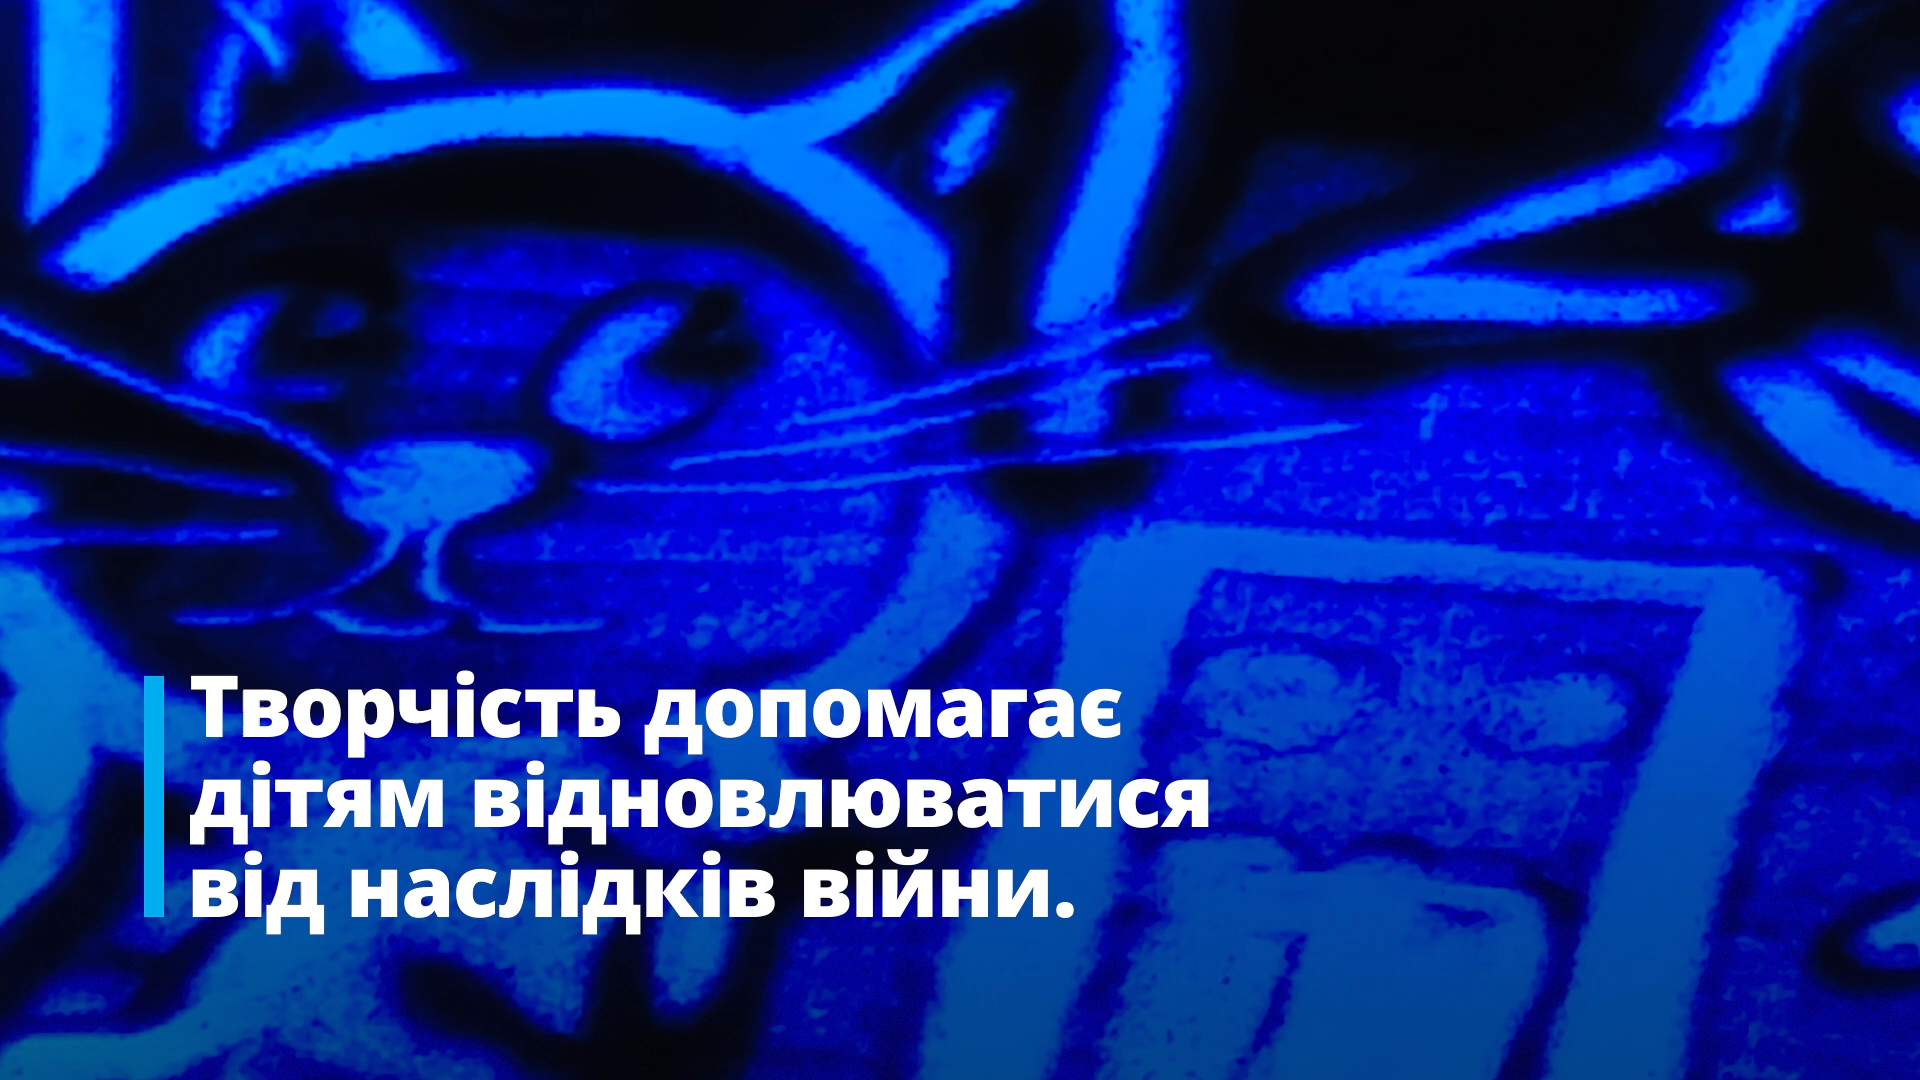 Творчість допомагає
дітям відновлюватися
від наслідків війни.